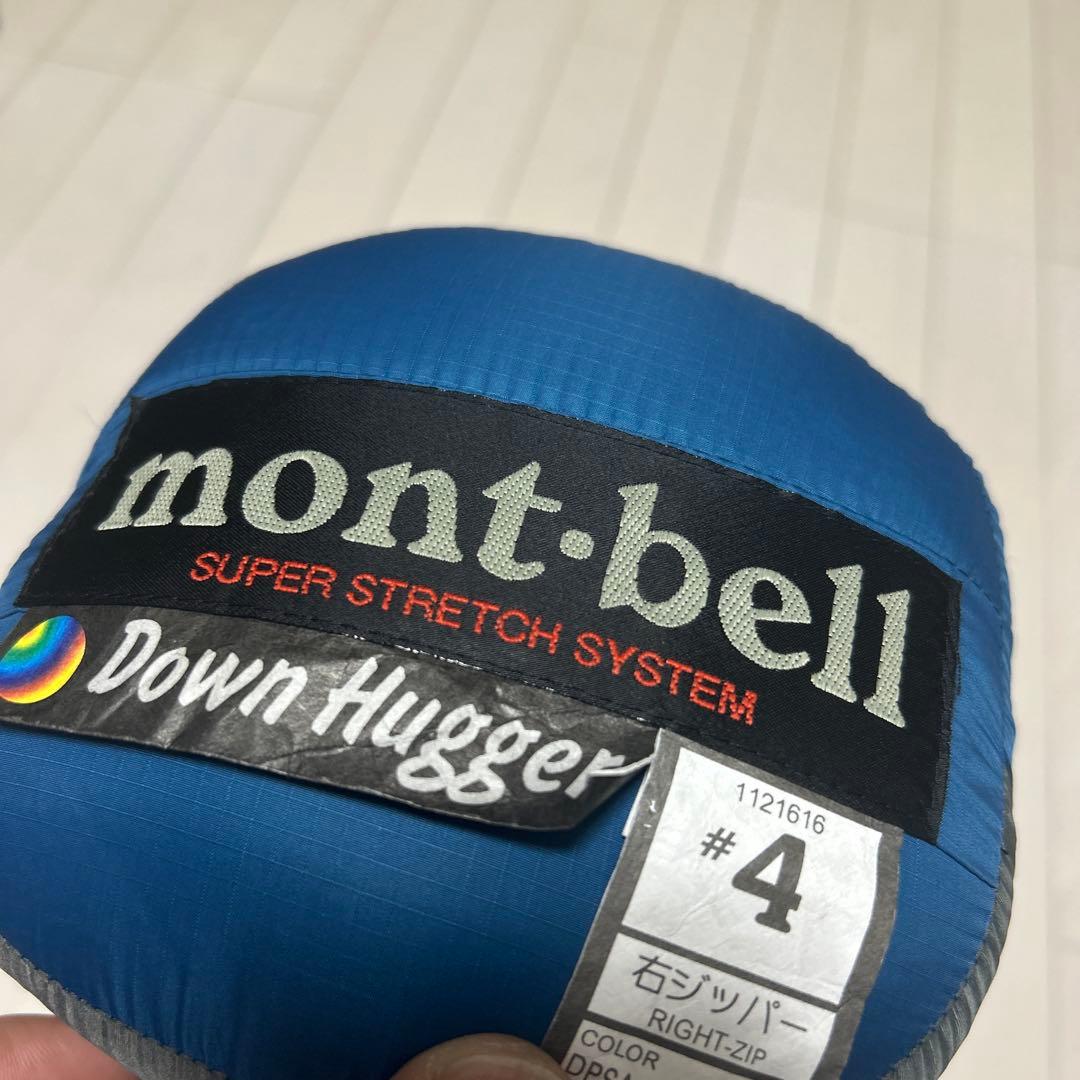 mont·bell
SUPER STRETCH SYSTEM
Down Hugger
1121616
#4
右ジッパー
RIGHT-ZIP
COLOR